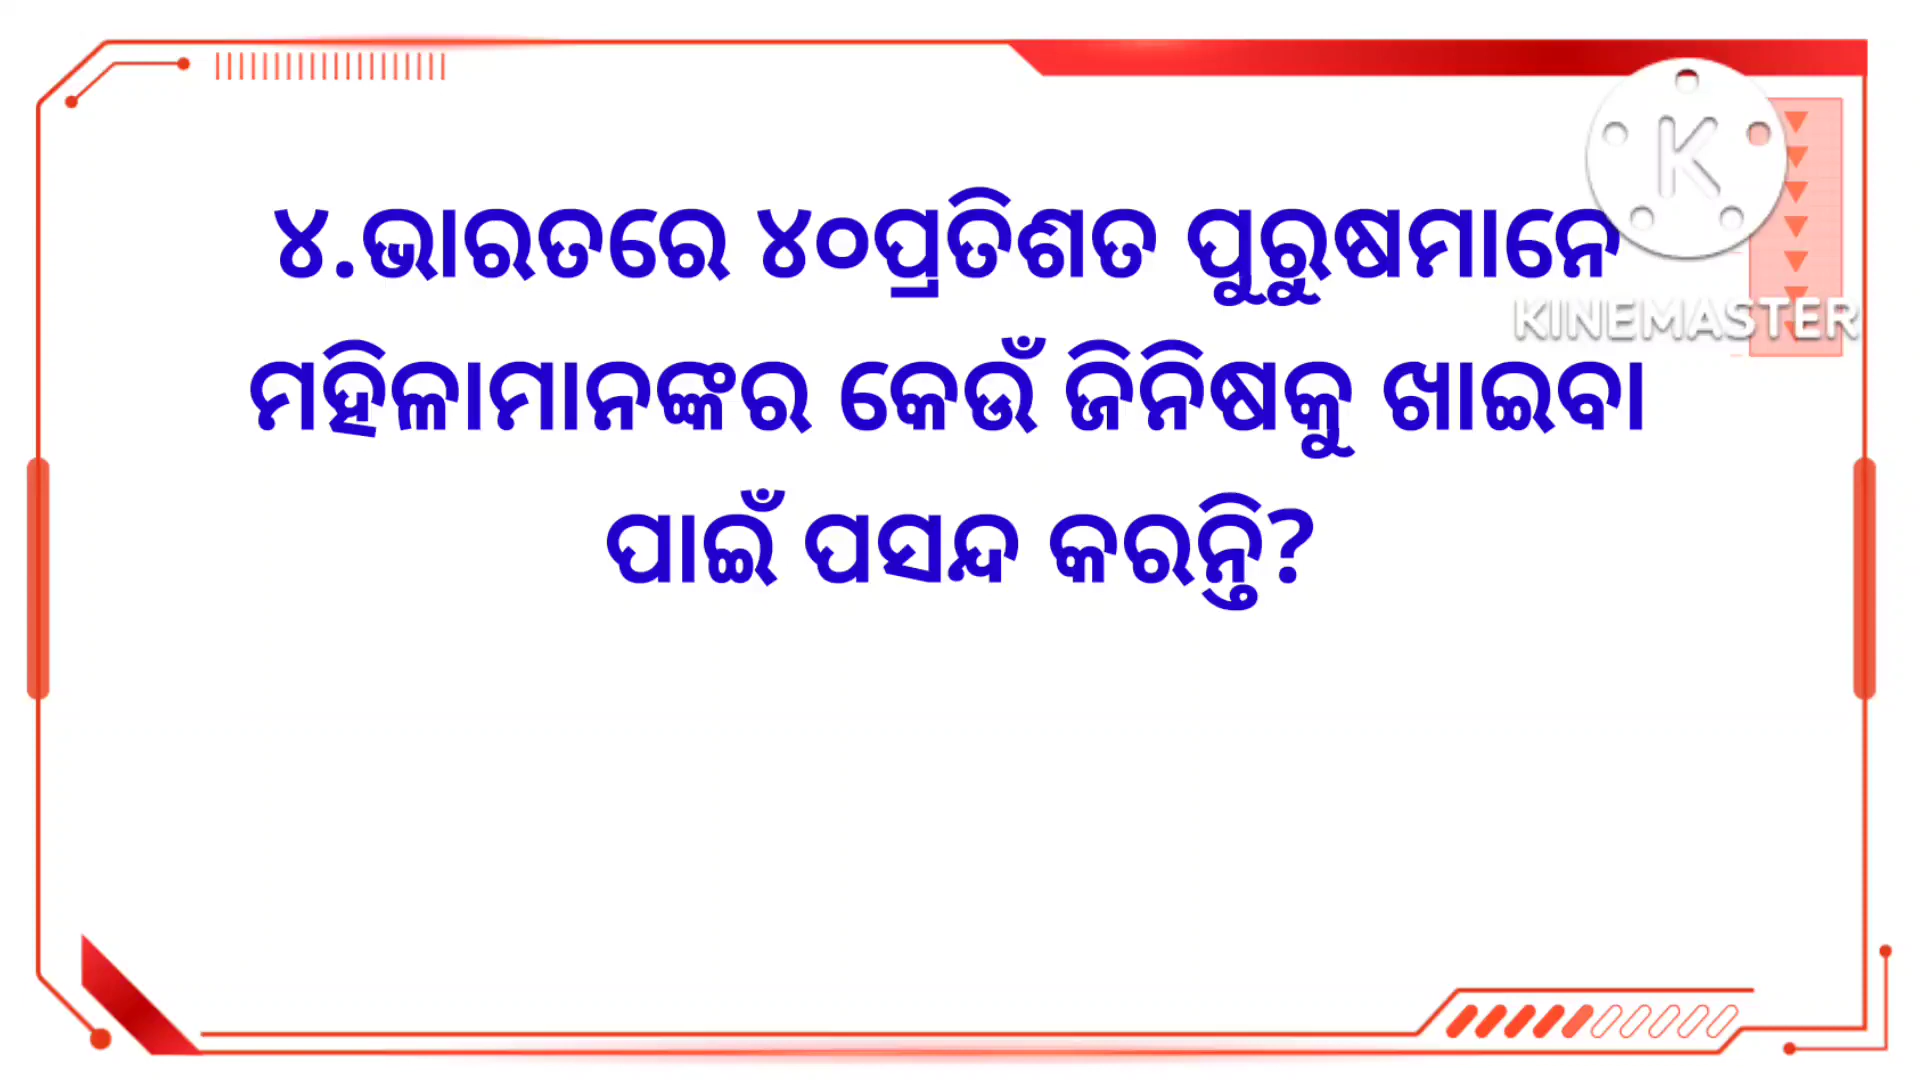 ୪.ଭାରତରେ ୪୦ପ୍ରତିଶତ ପୁରୁଷମାନେ
ମହିଳାମାନଙ୍କର କେଉଁ ଜିନିଷକୁ ଖାଇବା
ପାଇଁ ପସନ୍ଦ କରନ୍ତି?
K
KINEMASTER